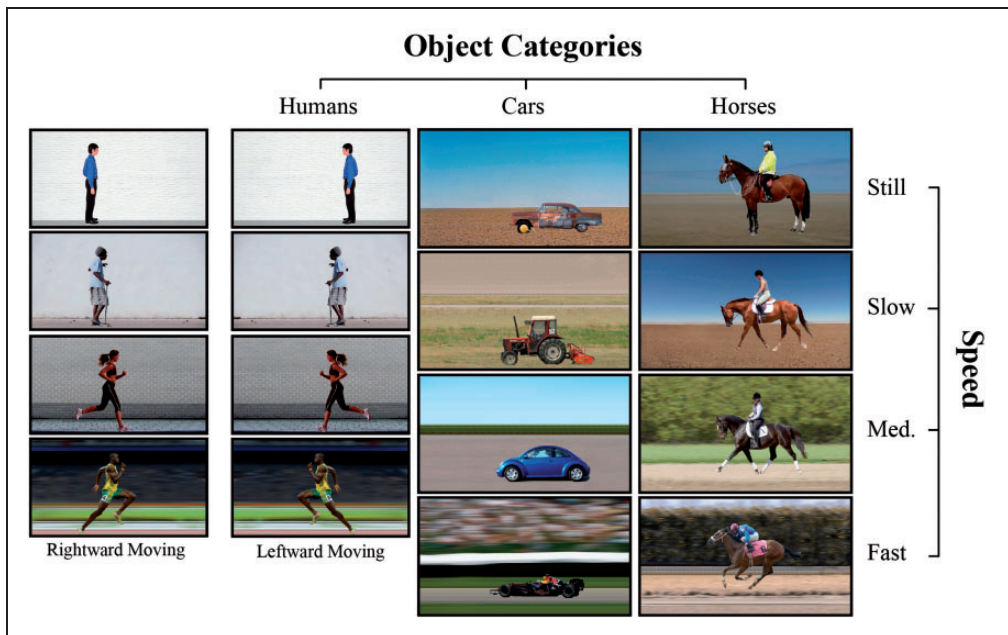 Object Categories
Humans
Cars
Horses
Still
Slow
Med.
Fast
Speed
Rightward Moving
Leftward Moving